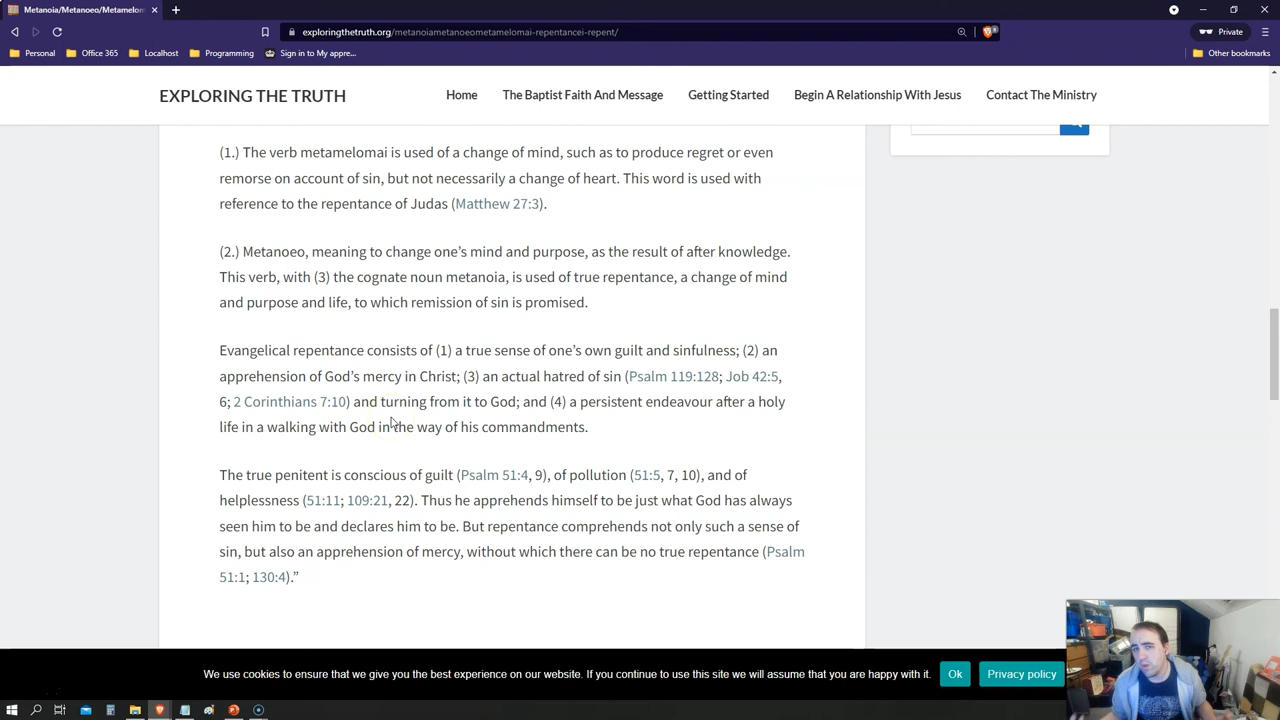 Metanoia/Metanoeo/Metamelom
exploringthetruth.org/metanoiametanoeometamelomai-repentancei-repent/
Private
Personal
Office 365
Localhost
Programming
Sign in to My appre...
Other bookmarks
EXPLORING THE TRUTH
Home
The Baptist Faith And Message
Getting Started
Begin A Relationship With Jesus
Contact The Ministry
(1.) The verb metamelomai is used of a change of mind, such as to produce regret or even
remorse on account of sin, but not necessarily a change of heart. This word is used with
reference to the repentance of Judas (Matthew 27:3).
(2.) Metanoeo, meaning to change one’s mind and purpose, as the result of after knowledge.
This verb, with (3) the cognate noun metanoia, is used of true repentance, a change of mind
and purpose and life, to which remission of sin is promised.
Evangelical repentance consists of (1) a true sense of one’s own guilt and sinfulness; (2) an
apprehension of God’s mercy in Christ; (3) an actual hatred of sin (Psalm 119:128; Job 42:5,
6; 2 Corinthians 7:10) and turning from it to God; and (4) a persistent endeavour after a holy
life in a walking with God in the way of his commandments.
The true penitent is conscious of guilt (Psalm 51:4, 9), of pollution (51:5, 7, 10), and of
helplessness (51:11; 109:21, 22). Thus he apprehends himself to be just what God has always
seen him to be and declares him to be. But repentance comprehends not only such a sense of
sin, but also an apprehension of mercy, without which there can be no true repentance (Psalm
51:1; 130:4).”
We use cookies to ensure that we give you the best experience on our website. If you continue to use this site we will assume that you are happy with it.
Ok
Privacy policy